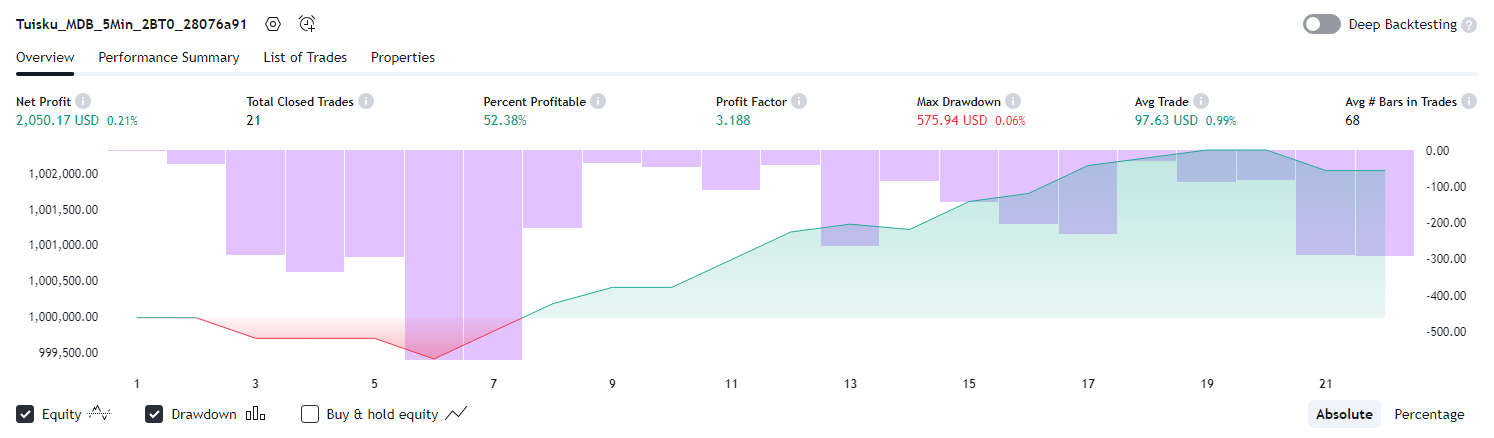 Tuisku_MDB_5Min_2BT0_28076a91
Deep Backtesting ?
Overview Performance Summary List of Trades Properties
Net Profit i Total Closed Trades i Percent Profitable i Profit Factor i Max Drawdown i Avg Trade i Avg # Bars in Trades i
2,050.17 USD 0.21% 21 52.38% 3.188 575.94 USD 0.06% 97.63 USD 0.99% 68
0.00
1,002,000.00
-100.00
1,001,500.00
-200.00
1,001,000.00
-300.00
1,000,500.00
-400.00
1,000,000.00
-500.00
999,500.00
1 3 5 7 9 11 13 15 17 19 21
Equity Drawdown Buy & hold equity Absolute Percentage